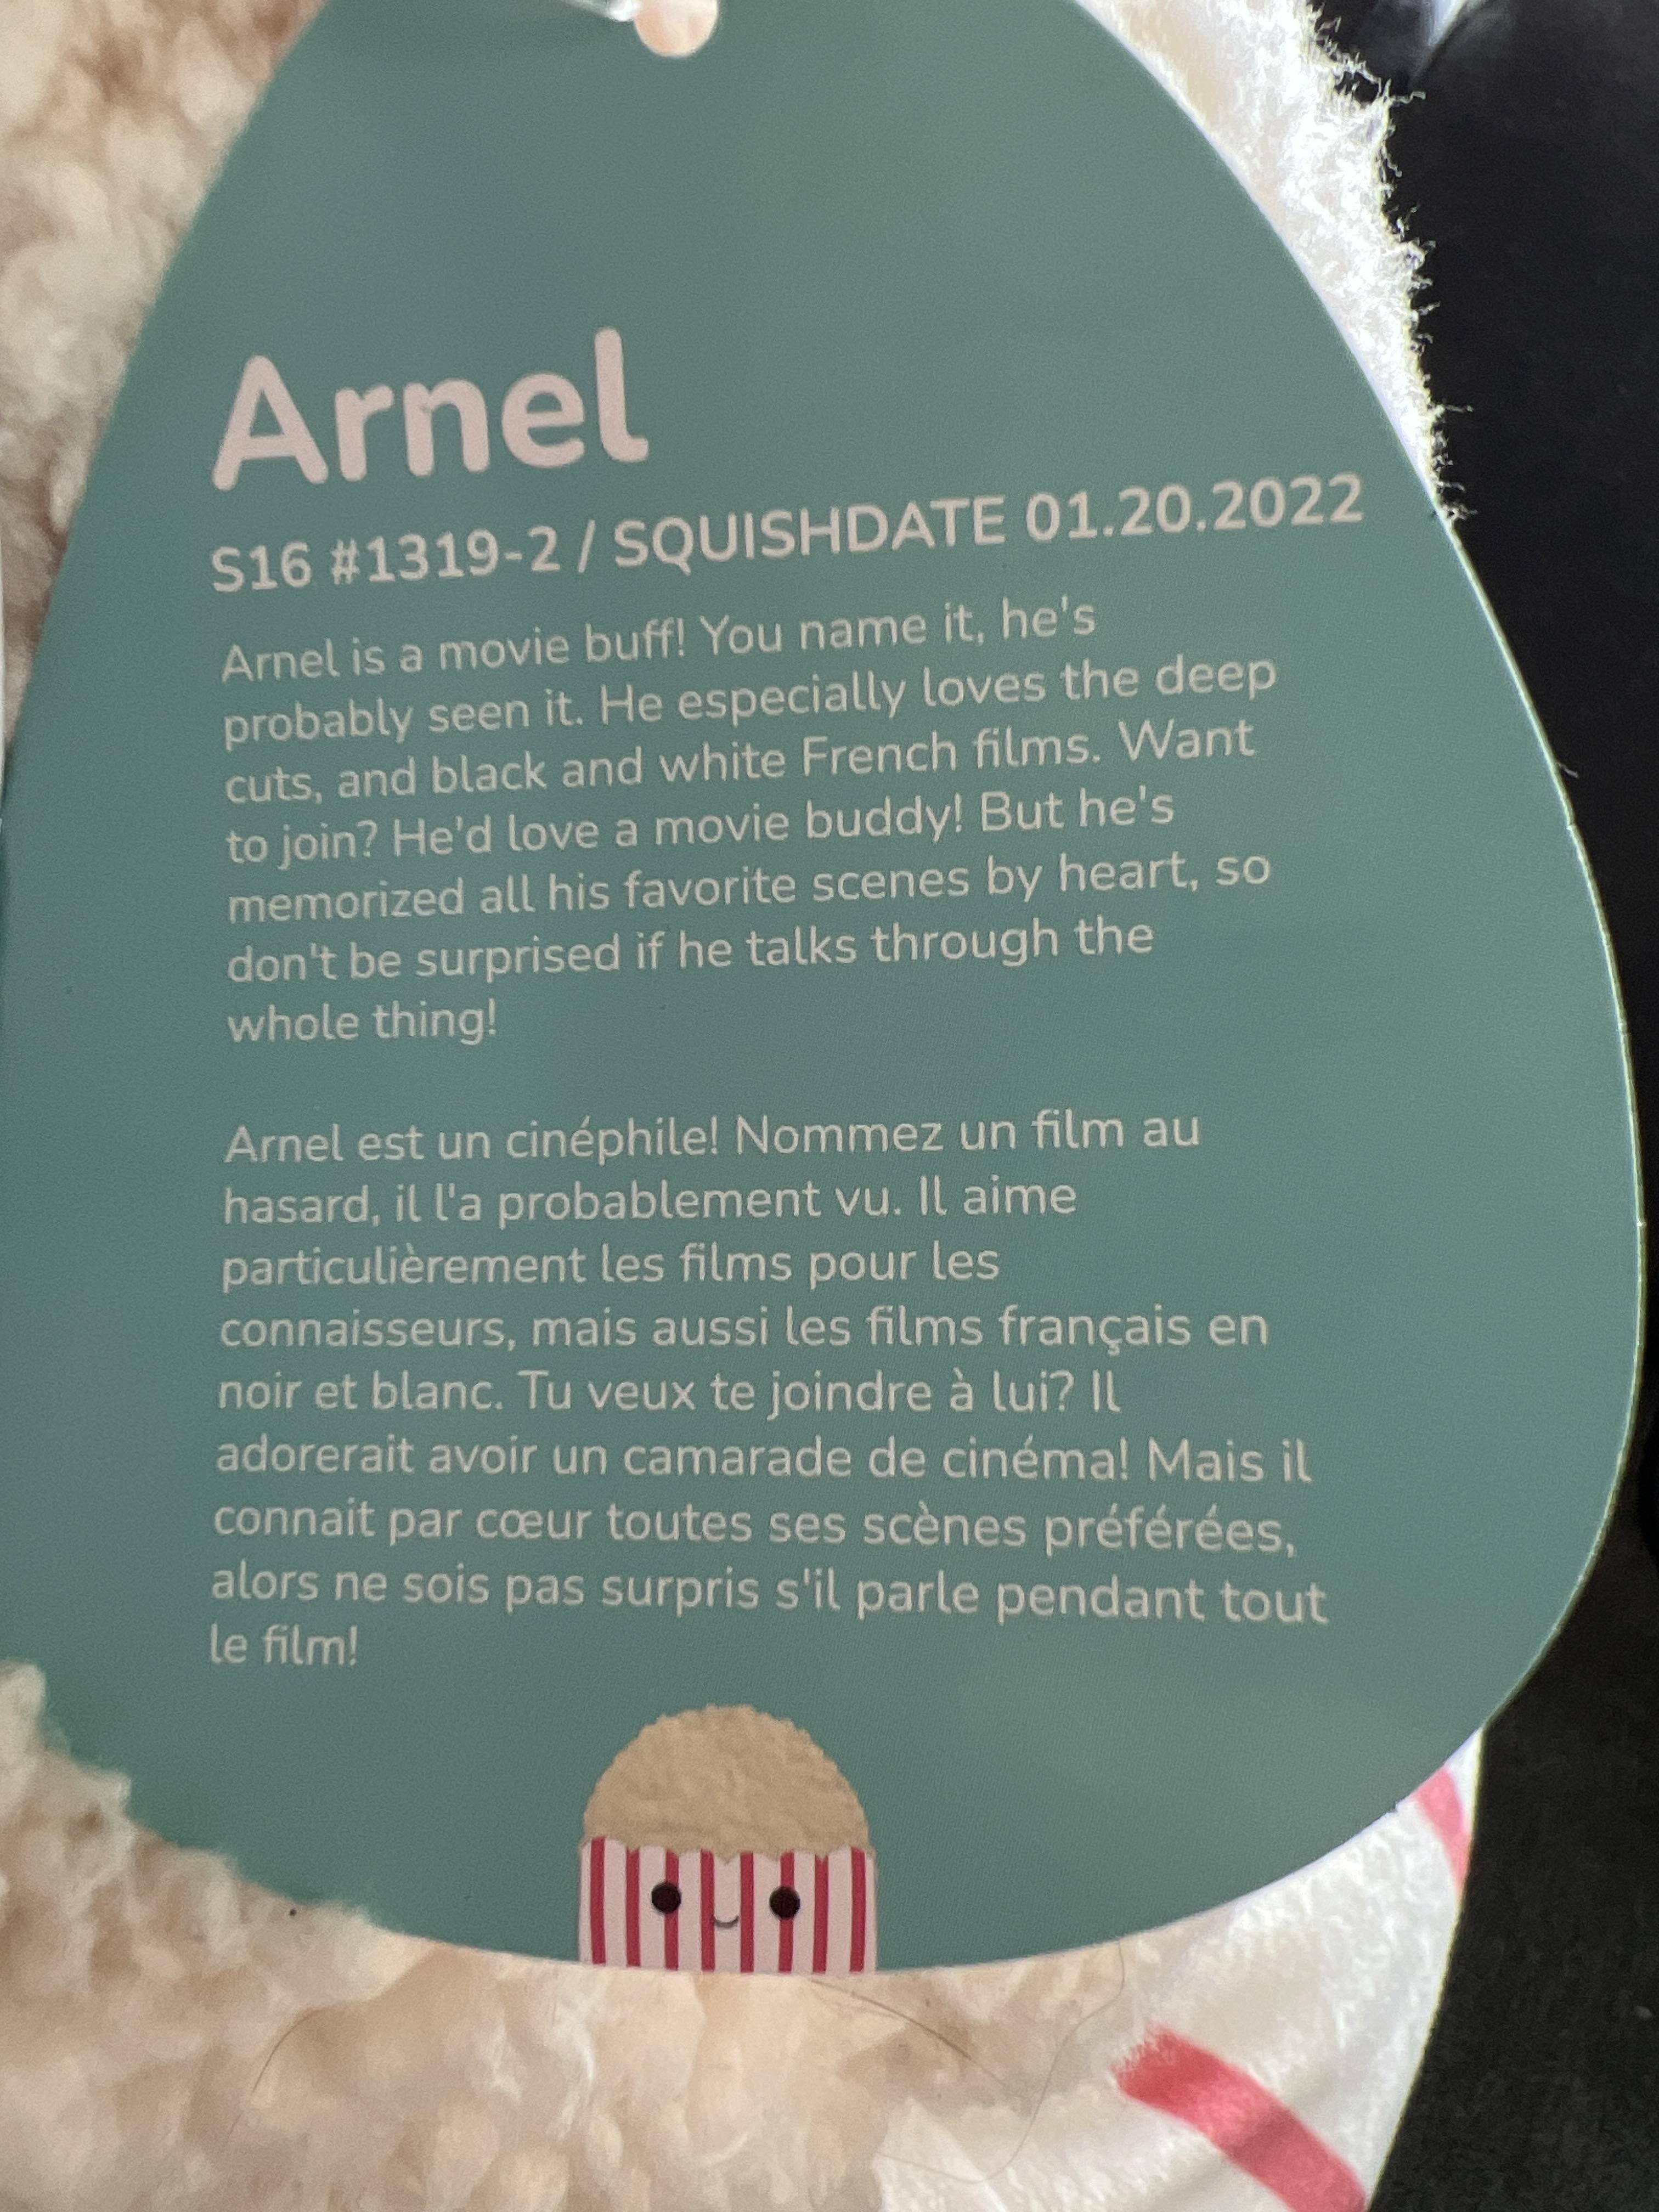 Arnel
S16 #1319-2 / SQUISHDATE 01.20.2022
Arnel is a movie buff! You name it, he's
probably seen it. He especially loves the deep
cuts, and black and white French films. Want
to join? He'd love a movie buddy! But he's
memorized all his favorite scenes by heart, so
don't be surprised if he talks through the
whole thing!
Arnel est un cinéphile! Nommez un film au
hasard, il l'a probablement vu. Il aime
particulièrement les films pour les
connaisseurs, mais aussi les films français en
noir et blanc. Tu veux te joindre à lui? Il
adorerait avoir un camarade de cinéma! Mais il
connait par cœur toutes ses scènes préférées,
alors ne sois pas surpris s'il parle pendant tout
le film!